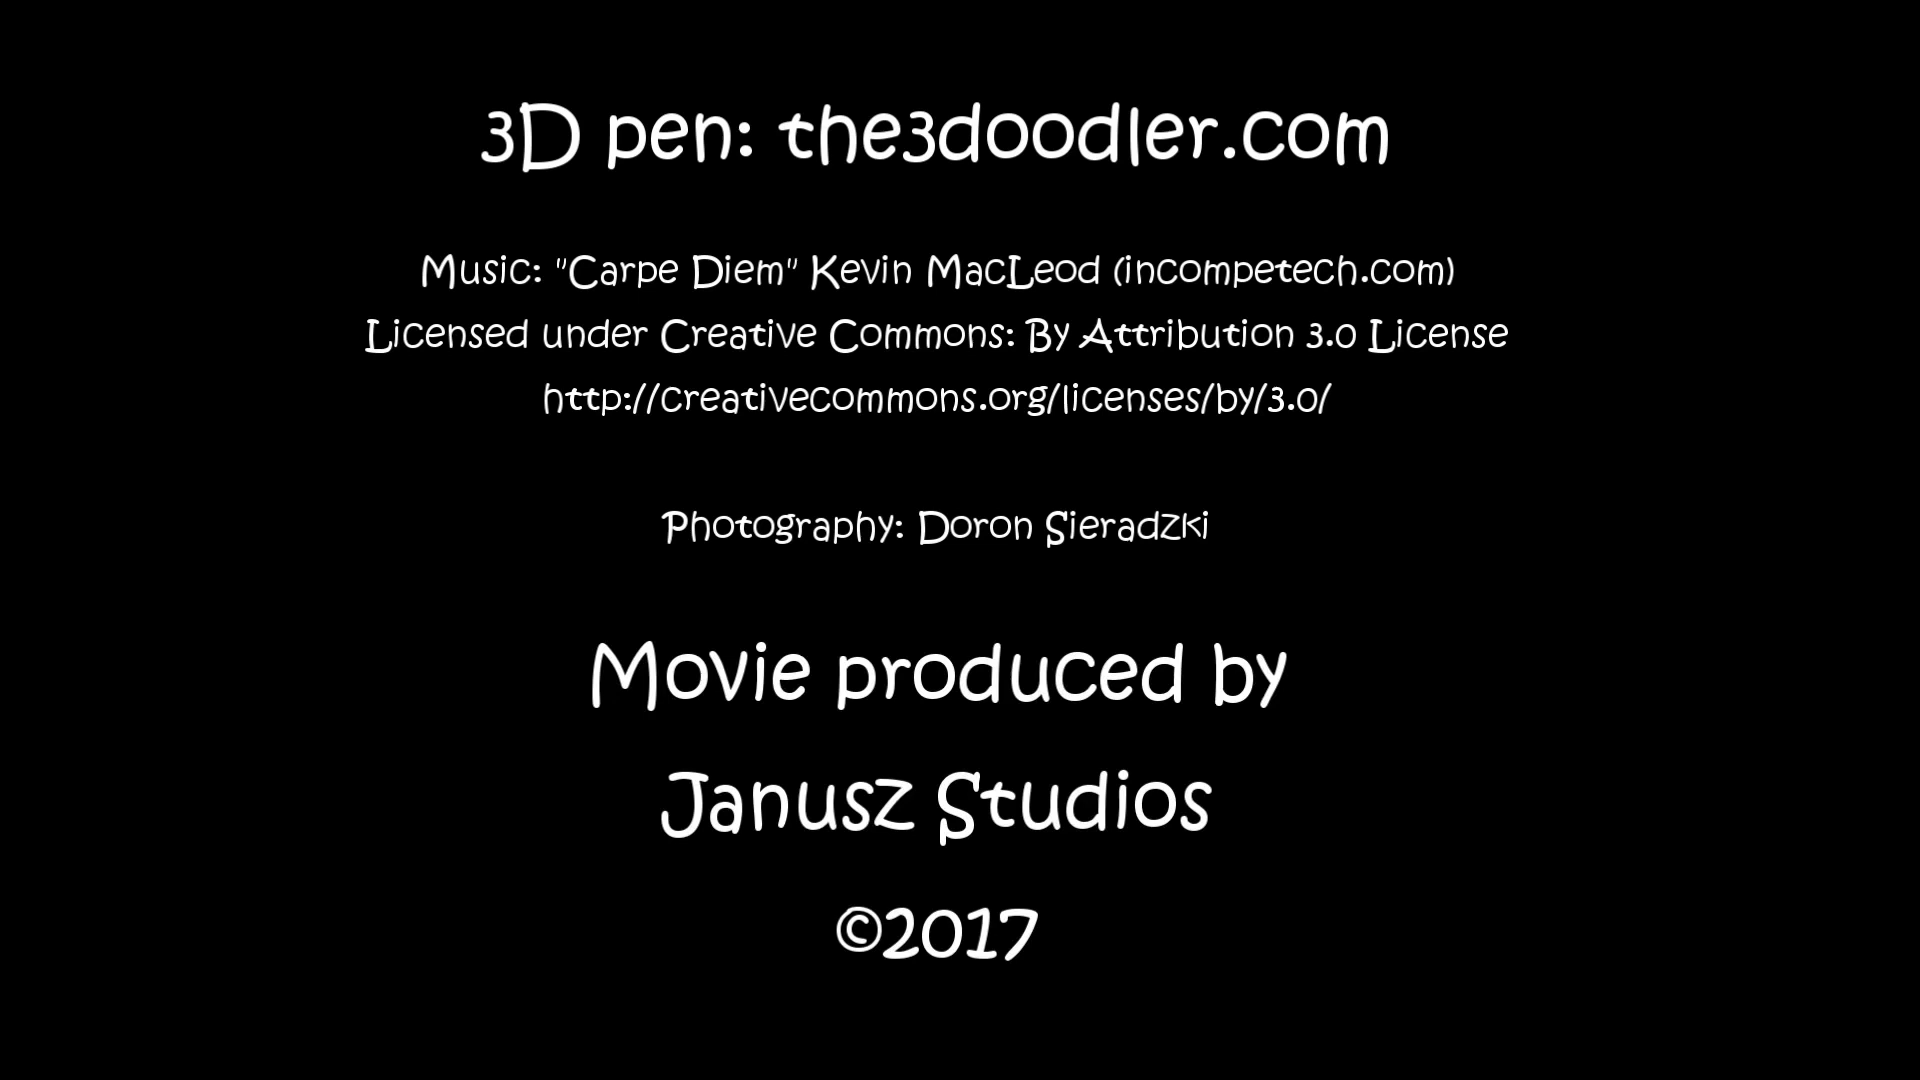 3D pen: the3doodler.com
Music: "Carpe Diem" Kevin MacLeod (incompetech.com)
Licensed under Creative Commons: By Attribution 3.0 License
http://creativecommons.org/licenses/by/3.0/
Photography: Doron Sieradzki
Movie produced by
Janusz Studios
©2017